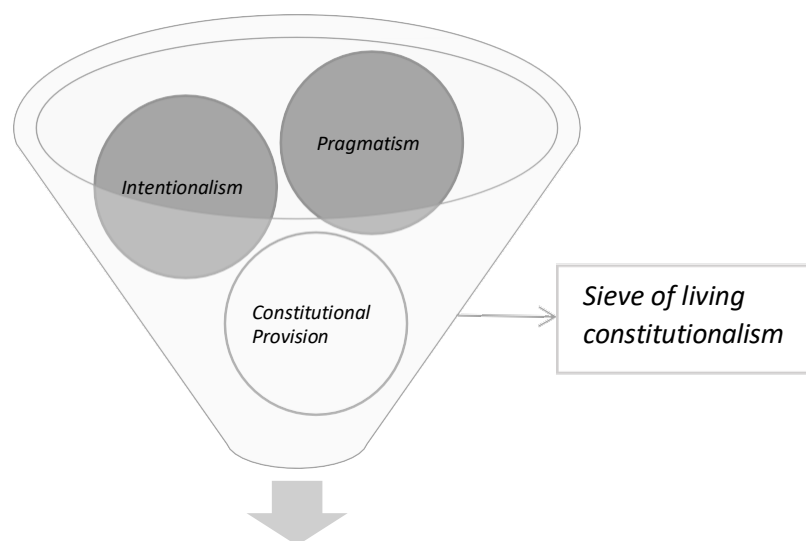 Pragmatism
Intentionalism
Constitutional
Provision
Sieve of living
constitutionalism